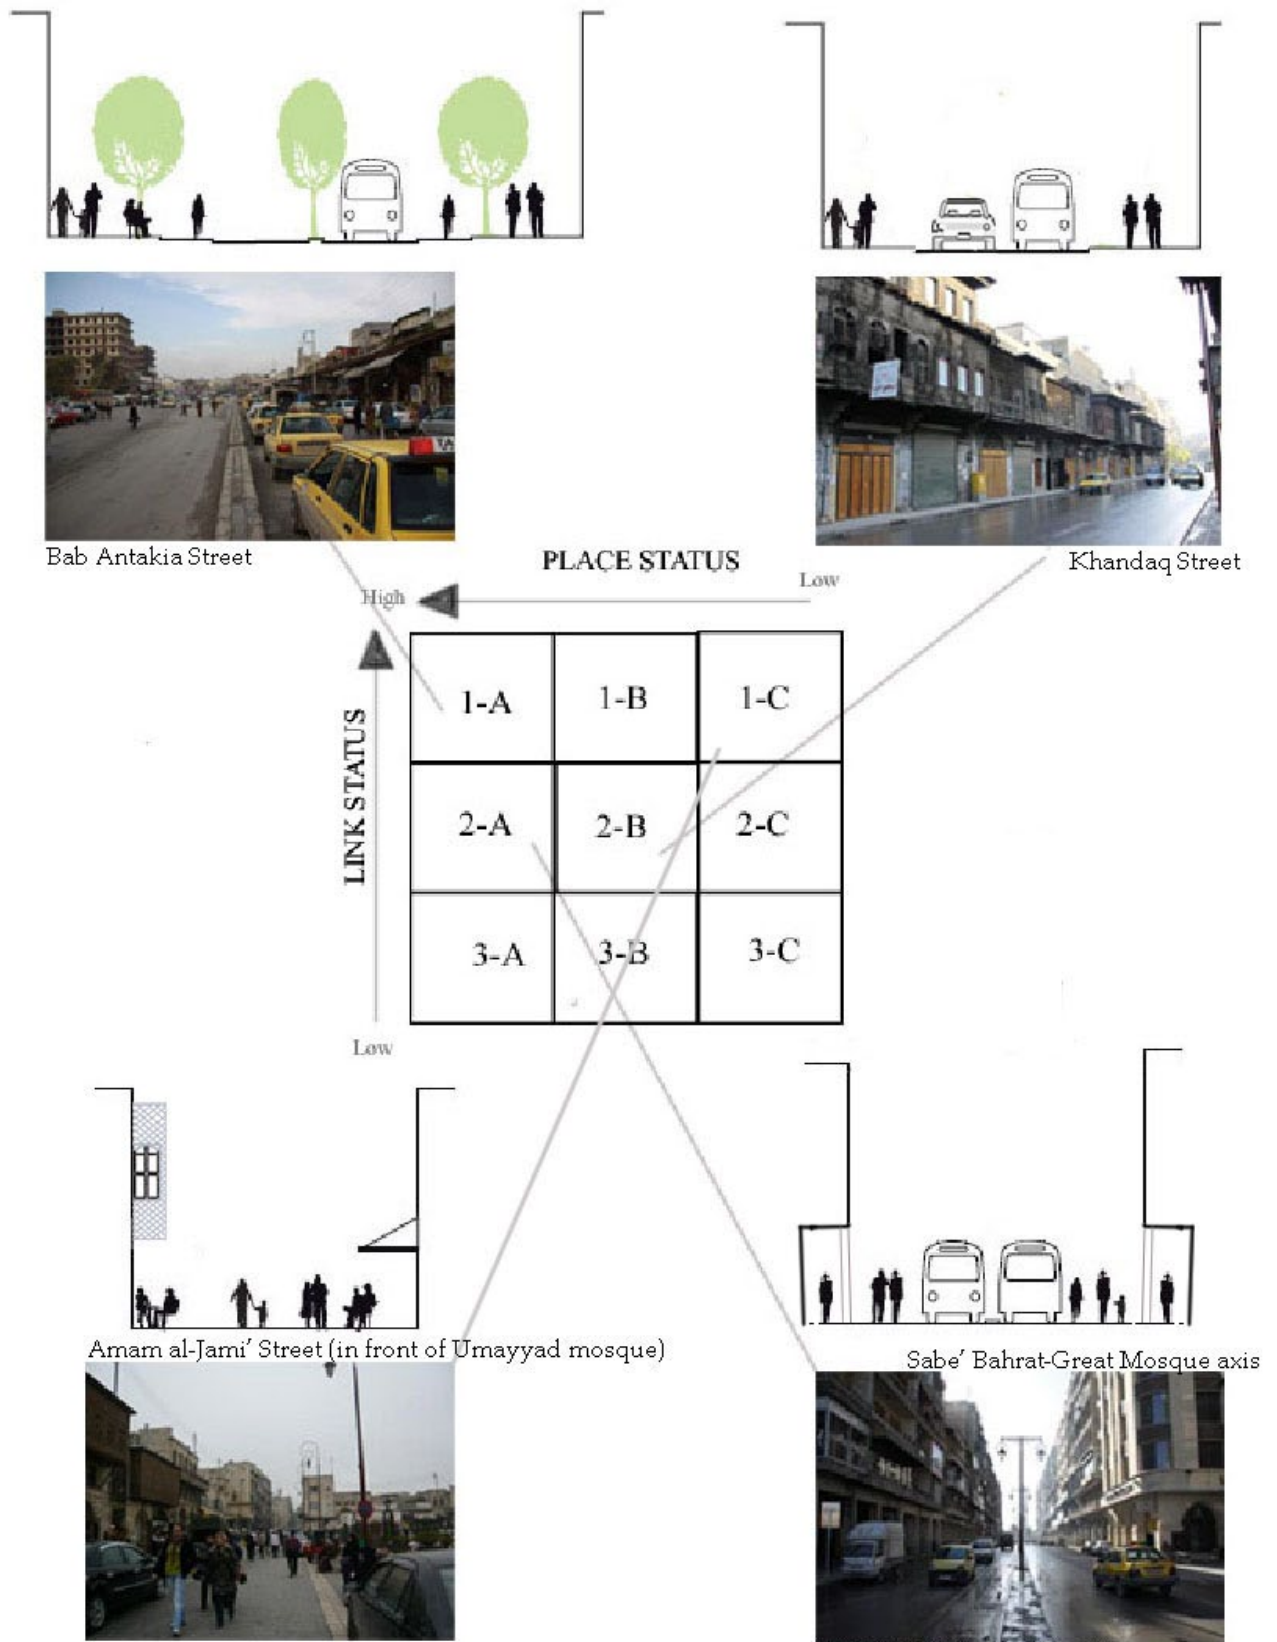 Bab Antakia Street
Khandaq Street
PLACE STATUS
High
Low
LINK STATUS
1-A
1-B
1-C
2-A
2-B
2-C
3-A
3-B
3-C
Low
Amam al-Jami' Street (in front of Umayyad mosque)
Sabe' Bahrat-Great Mosque axis